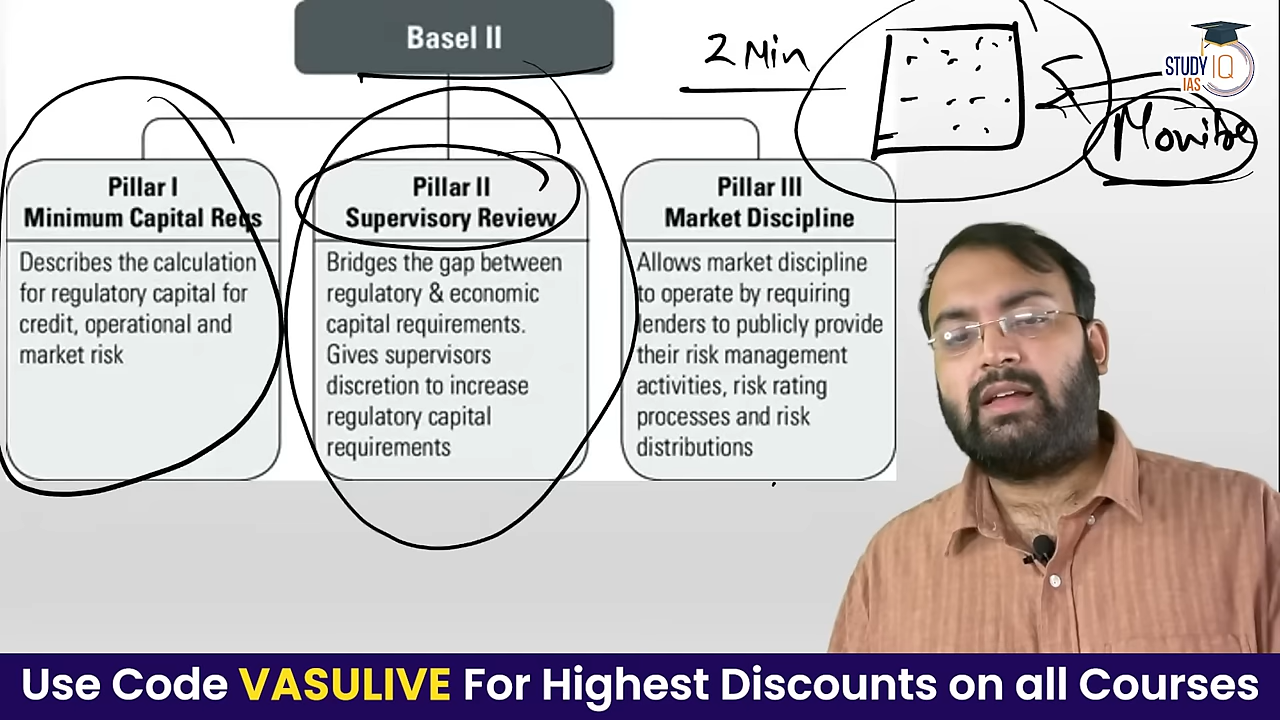 Basel II
2 Min
STUDY IQ
IAS
Monitor
Pillar I
Minimum Capital Reqs
Describes the calculation
for regulatory capital for
credit, operational and
market risk
Pillar II
Supervisory Review
Bridges the gap between
regulatory & economic
capital requirements.
Gives supervisors
discretion to increase
regulatory capital
requirements
Pillar III
Market Discipline
Allows market discipline
to operate by requiring
lenders to publicly provide
their risk management
activities, risk rating
processes and risk
distributions
Use Code VASULIVE For Highest Discounts on all Courses